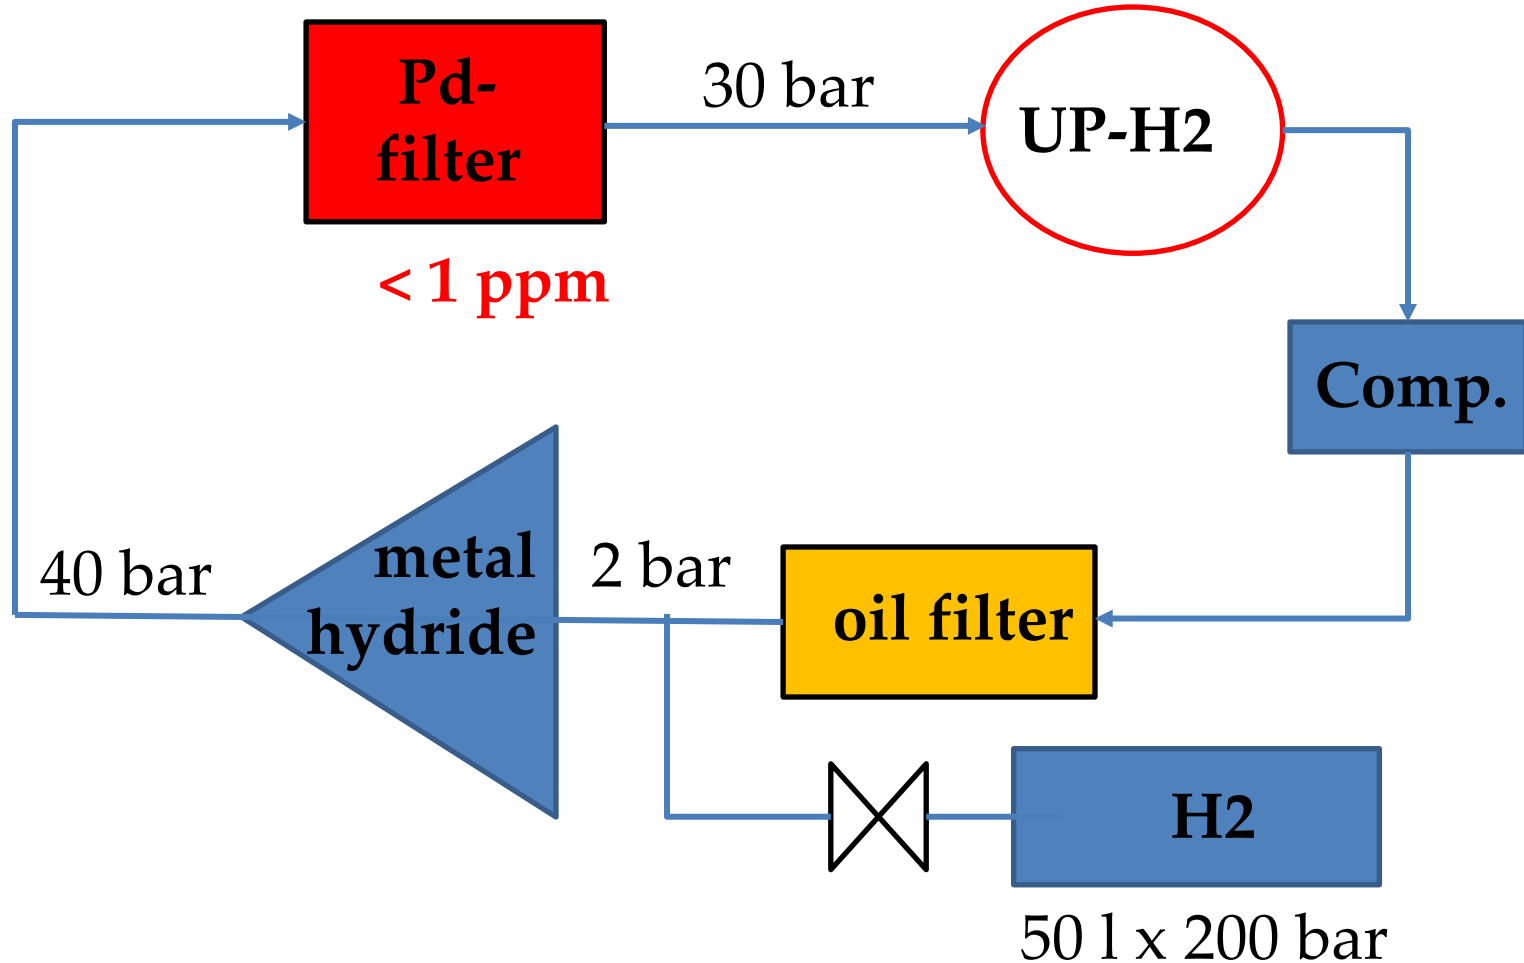 Pd-
filter
30 bar
UP-H2
< 1 ppm
Comp.
40 bar
metal
hydride
2 bar
oil filter
H2
50 l x 200 bar